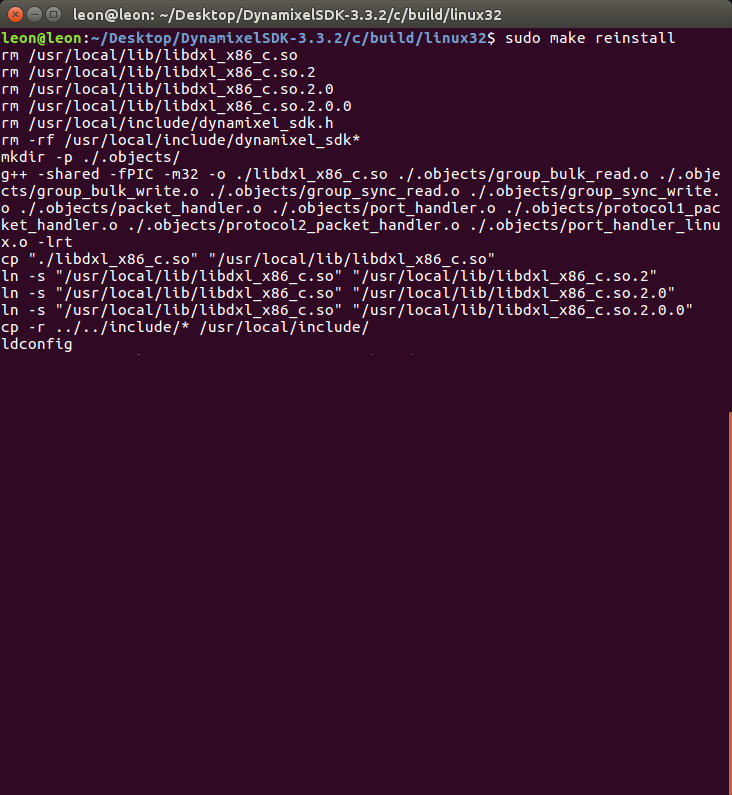 leon@leon: ~/Desktop/DynamixelSDK-3.3.2/c/build/linux32
leon@leon:~/Desktop/DynamixelSDK-3.3.2/c/build/linux32$ sudo make reinstall
rm /usr/local/lib/libdxl_x86_c.so
rm /usr/local/lib/libdxl_x86_c.so.2
rm /usr/local/lib/libdxl_x86_c.so.2.0
rm /usr/local/lib/libdxl_x86_c.so.2.0.0
rm /usr/local/include/dynamixel_sdk.h
rm -rf /usr/local/include/dynamixel_sdk*
mkdir -p ./.objects/
g++ -shared -fPIC -m32 -o ./libdxl_x86_c.so ./.objects/group_bulk_read.o ./.obje
cts/group_bulk_write.o ./.objects/group_sync_read.o ./.objects/group_sync_write.
o ./.objects/packet_handler.o ./.objects/port_handler.o ./.objects/protocol1_pac
ket_handler.o ./.objects/protocol2_packet_handler.o ./.objects/port_handler_linu
x.o -lrt
cp "./libdxl_x86_c.so" "/usr/local/lib/libdxl_x86_c.so"
ln -s "/usr/local/lib/libdxl_x86_c.so" "/usr/local/lib/libdxl_x86_c.so.2"
ln -s "/usr/local/lib/libdxl_x86_c.so" "/usr/local/lib/libdxl_x86_c.so.2.0"
ln -s "/usr/local/lib/libdxl_x86_c.so" "/usr/local/lib/libdxl_x86_c.so.2.0.0"
cp -r ../../include/* /usr/local/include/
ldconfig